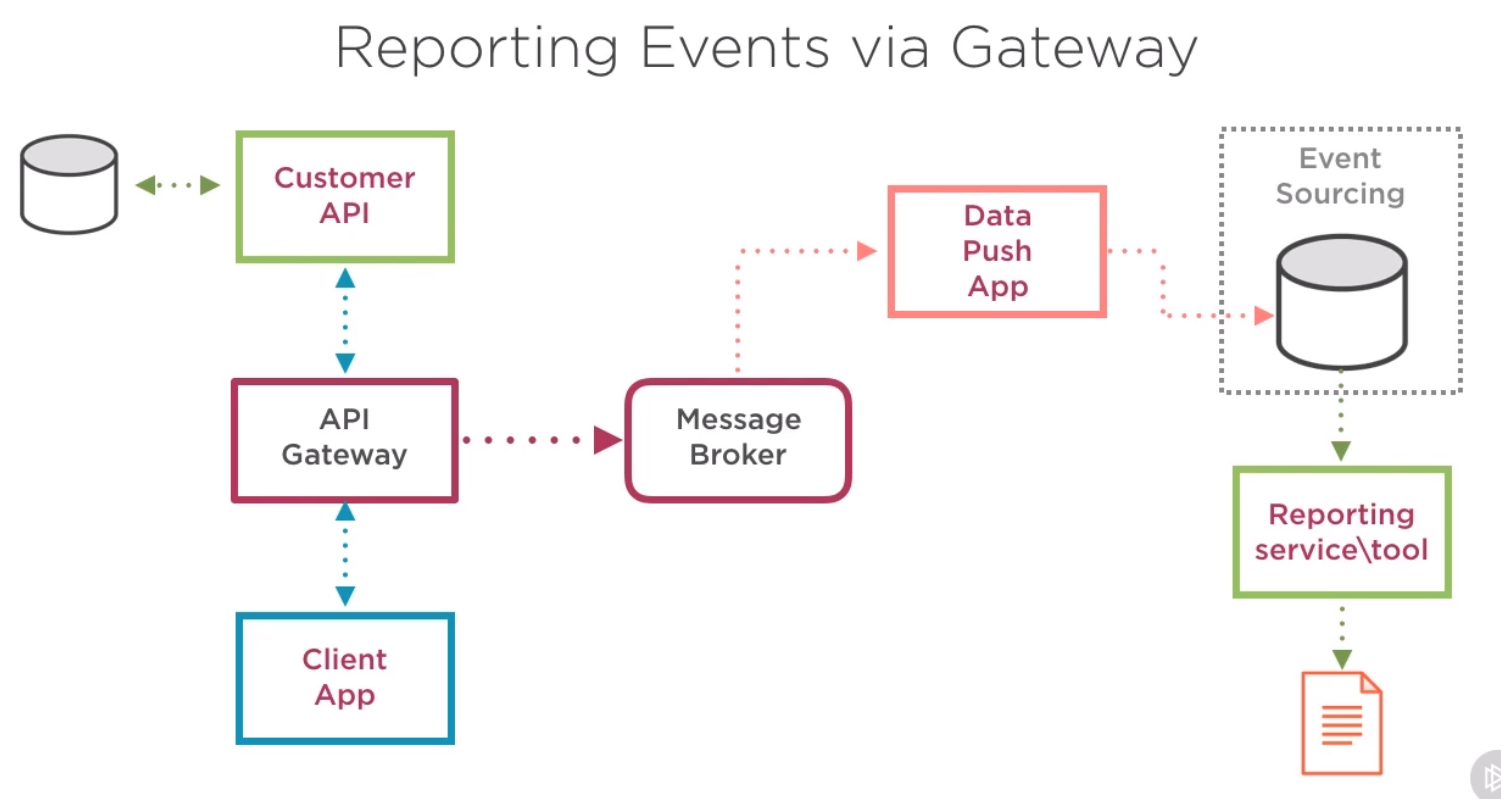 Reporting Events via Gateway
Customer
API
Data
Push
App
Event
Sourcing
API
Gateway
Message
Broker
Reporting
service\tool
Client
App